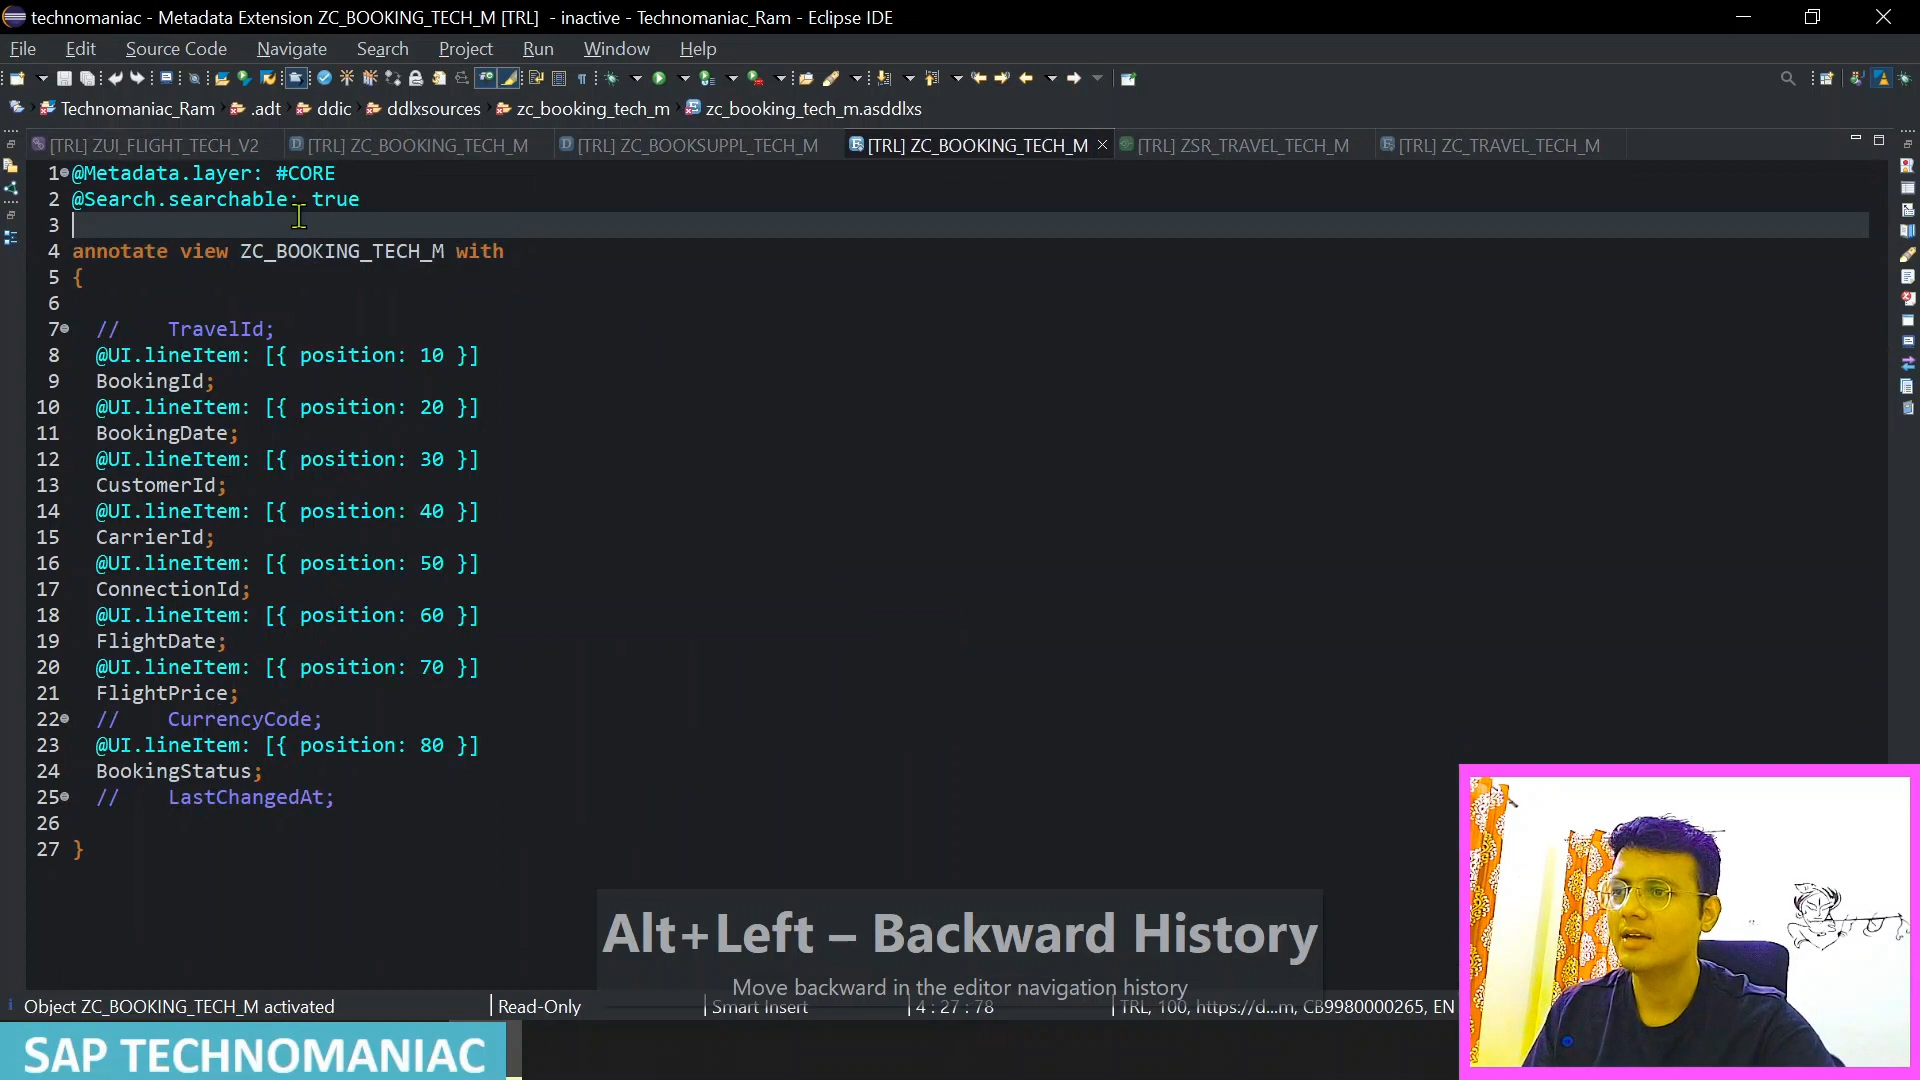 technomaniac - Metadata Extension ZC_BOOKING_TECH_M [TRL] - inactive - Technomaniac_Ram - Eclipse IDE
File Edit Source Code Navigate Search Project Run Window Help
Technomaniac_Ram .adt ddic ddlxsources zc_booking_tech_m zc_booking_tech_m.asddlxs
[TRL] ZUI_FLIGHT_TECH_V2 [TRL] ZC_BOOKING_TECH_M [TRL] ZC_BOOKSUPPL_TECH_M [TRL] ZC_BOOKING_TECH_M [TRL] ZSR_TRAVEL_TECH_M [TRL] ZC_TRAVEL_TECH_M
1 @Metadata.layer: #CORE
2 @Search.searchable: true
3
4 annotate view ZC_BOOKING_TECH_M with
5 {
6
7 // TravelId;
8 @UI.lineItem: [{ position: 10 }]
9 BookingId;
10 @UI.lineItem: [{ position: 20 }]
11 BookingDate;
12 @UI.lineItem: [{ position: 30 }]
13 CustomerId;
14 @UI.lineItem: [{ position: 40 }]
15 CarrierId;
16 @UI.lineItem: [{ position: 50 }]
17 ConnectionId;
18 @UI.lineItem: [{ position: 60 }]
19 FlightDate;
20 @UI.lineItem: [{ position: 70 }]
21 FlightPrice;
22 // CurrencyCode;
23 @UI.lineItem: [{ position: 80 }]
24 BookingStatus;
25 // LastChangedAt;
26
27 }
Alt+Left – Backward History
Move backward in the editor navigation history
Object ZC_BOOKING_TECH_M activated Read-Only Smart Insert 4 : 27 : 78 TRL, 100, https://d...m, CB9980000265, EN
SAP TECHNOMANIAC